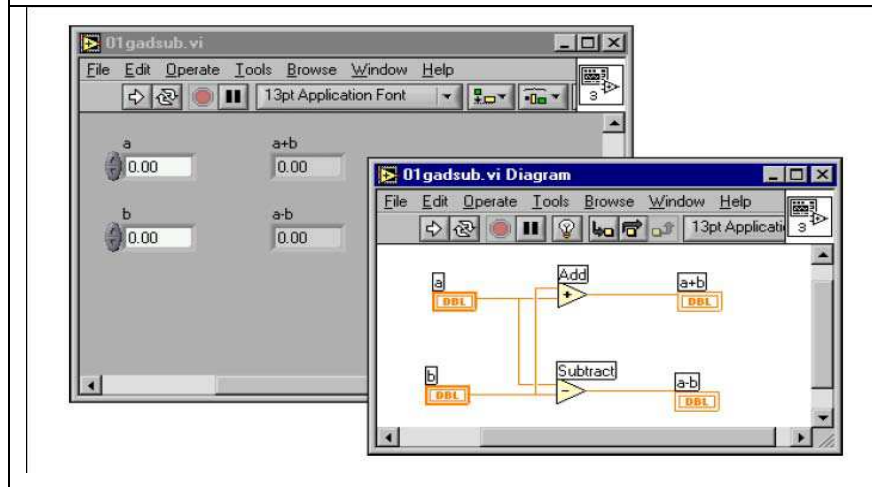 01gadsub.vi
File Edit Operate Tools Browse Window Help
13pt Application Font
3
a
0.00
a+b
0.00
b
0.00
a-b
0.00
01gadsub.vi Diagram
File Edit Operate Tools Browse Window Help
13pt Applicati
3
a
DBL
Add
+
a+b
DBL
b
DBL
Subtract
-
a-b
DBL